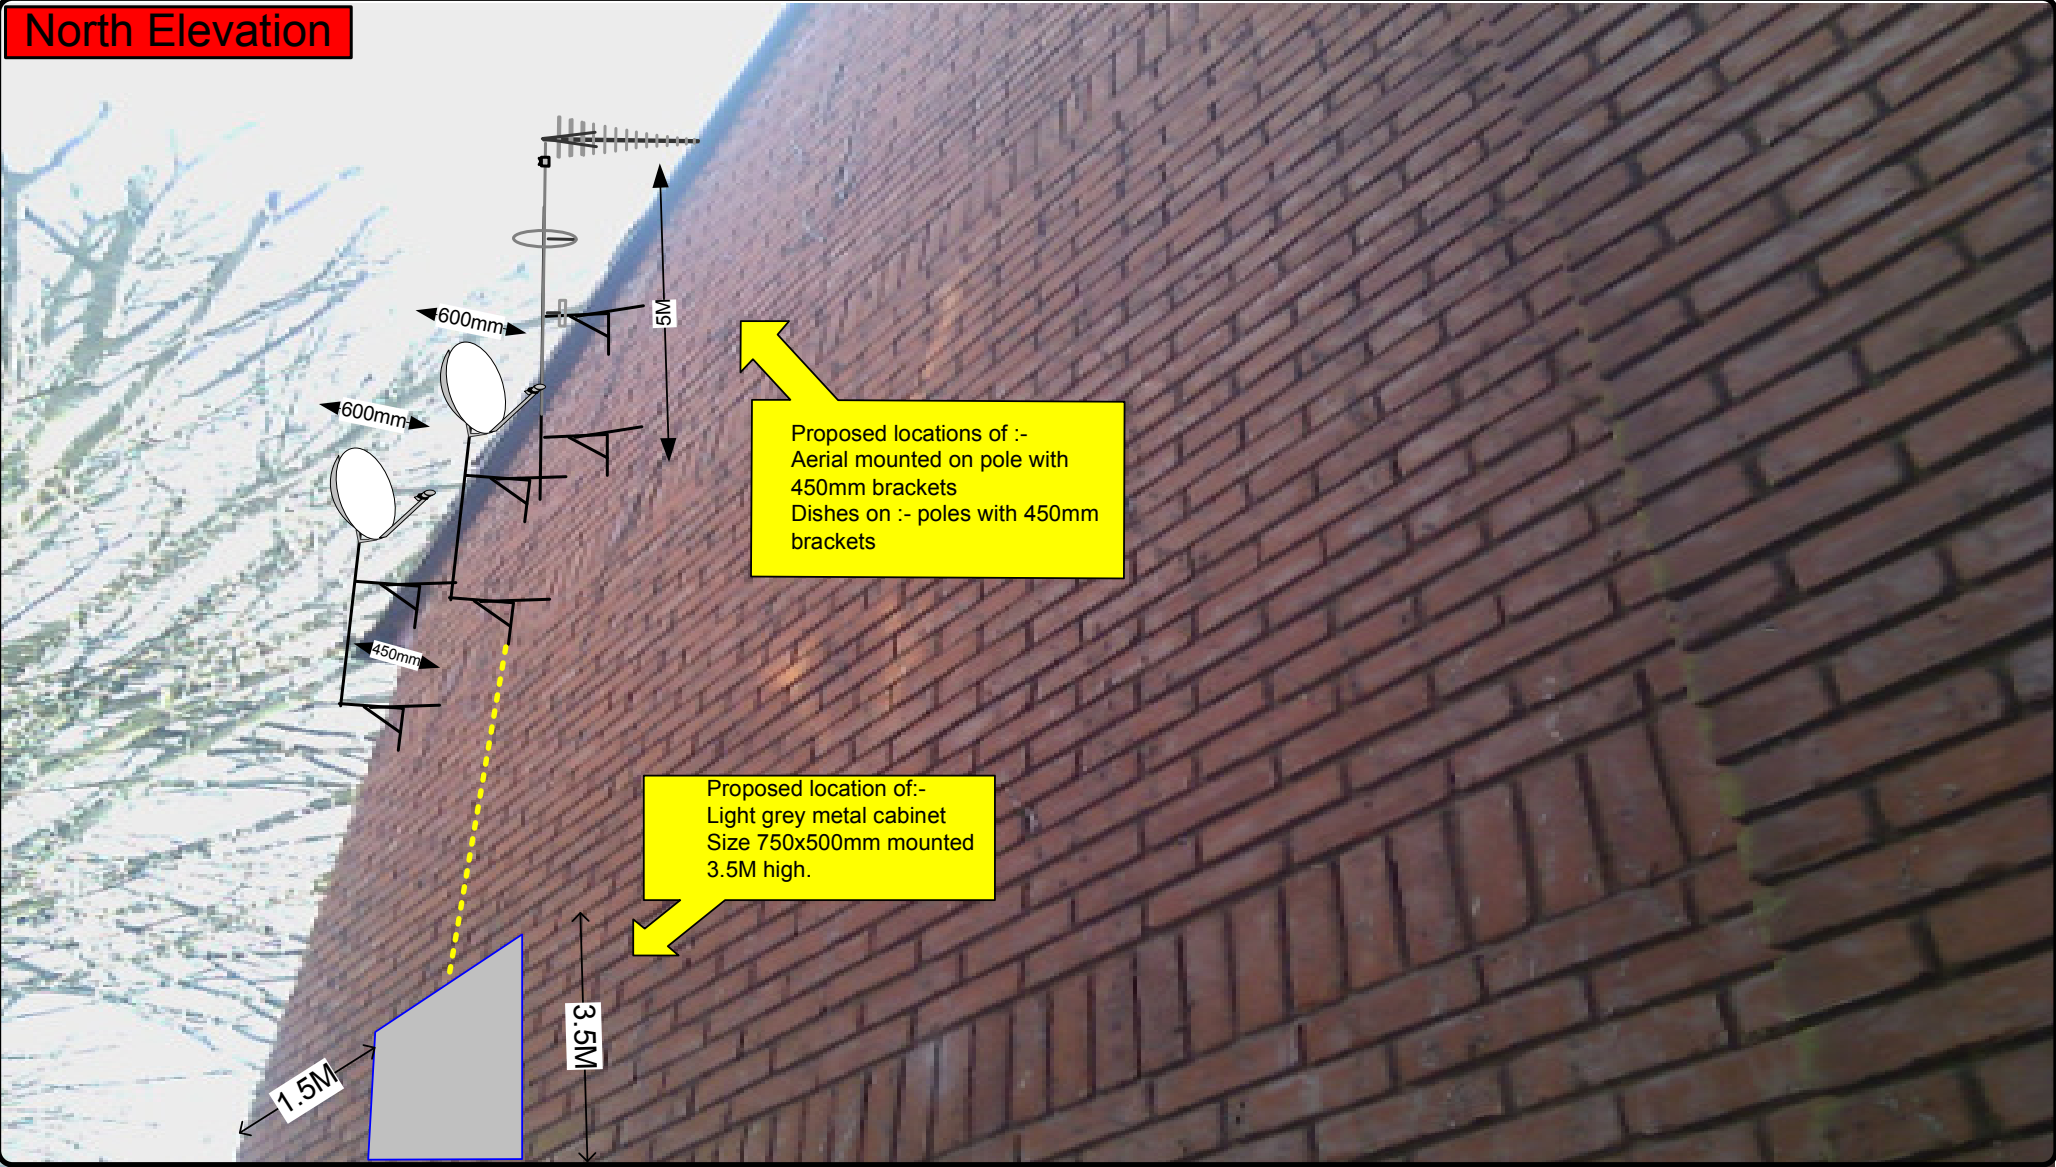 North Elevation
5M
600mm
600mm
Proposed locations of :-
Aerial mounted on pole with
450mm brackets
Dishes on :- poles with 450mm
brackets
450mm
Proposed location of:-
Light grey metal cabinet
Size 750x500mm mounted
3.5M high.
3.5M
1.5M